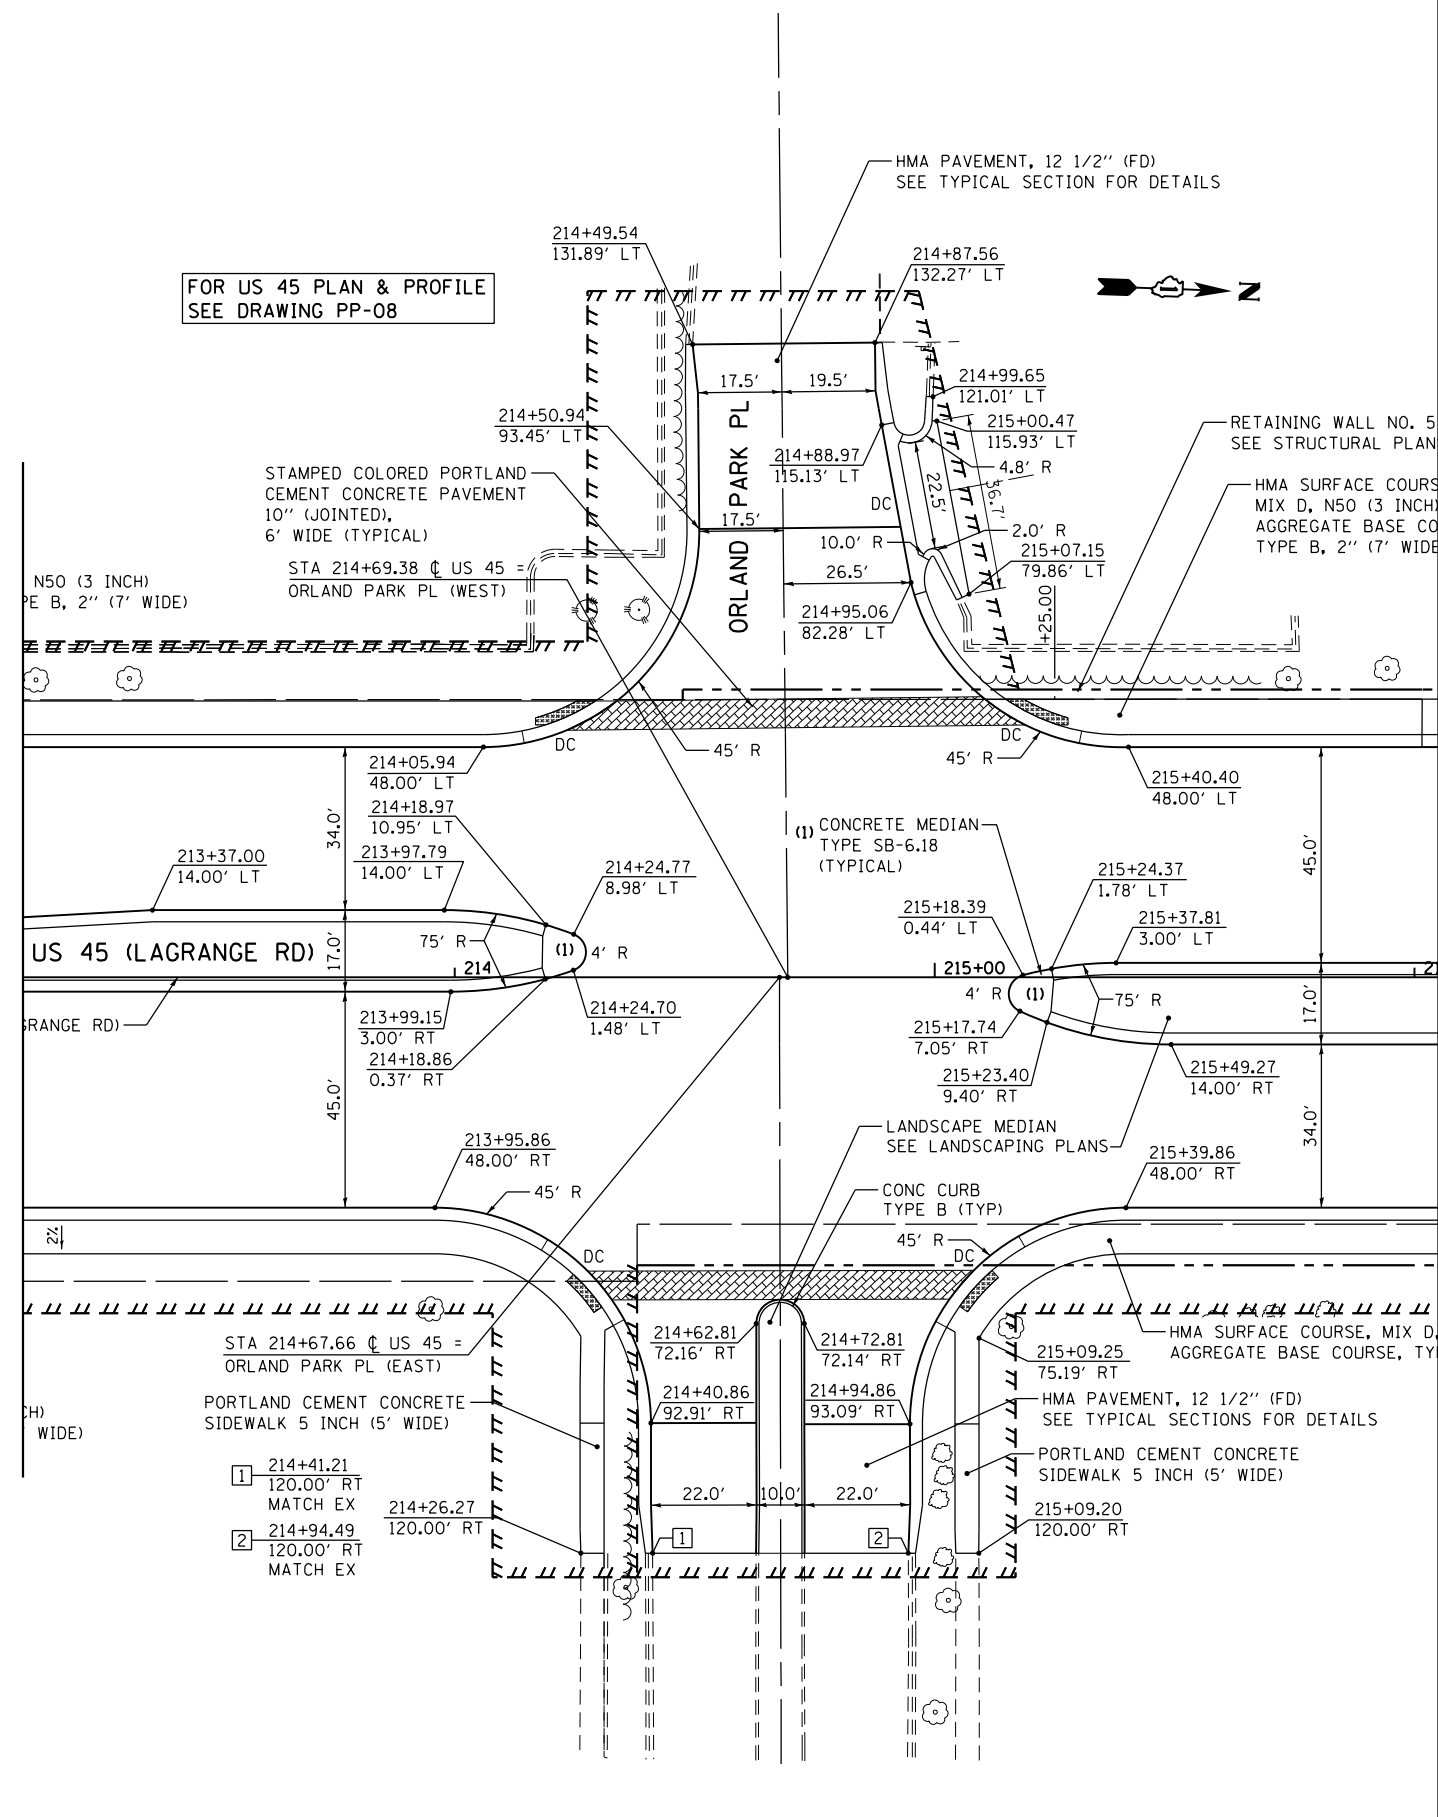 HMA PAVEMENT, 12 1/2'' (FD)
SEE TYPICAL SECTION FOR DETAILS
214+49.54
131.89' LT
214+87.56
132.27' LT
FOR US 45 PLAN & PROFILE
SEE DRAWING PP-08
N
17.5'
19.5'
214+99.65
121.01' LT
215+00.47
115.93' LT
214+50.94
93.45' LT
ORLAND PARK PL
214+88.97
115.13' LT
4.8' R
22.5'
36.7'
RETAINING WALL NO. 5
SEE STRUCTURAL PLAN
STAMPED COLORED PORTLAND
CEMENT CONCRETE PAVEMENT
10'' (JOINTED),
6' WIDE (TYPICAL)
DC
17.5'
10.0' R
2.0' R
HMA SURFACE COURS
MIX D, N50 (3 INCH)
AGGREGATE BASE CO
TYPE B, 2'' (7' WIDE
215+07.15
79.86' LT
N50 (3 INCH)
PE B, 2'' (7' WIDE)
STA 214+69.38 ℄ US 45 =
ORLAND PARK PL (WEST)
26.5'
214+95.06
82.28' LT
+25.00
DC
45' R
DC
45' R
214+05.94
48.00' LT
215+40.40
48.00' LT
34.0'
214+18.97
10.95' LT
(1) CONCRETE MEDIAN
TYPE SB-6.18
(TYPICAL)
45.0'
213+37.00
14.00' LT
213+97.79
14.00' LT
214+24.77
8.98' LT
215+24.37
1.78' LT
215+18.39
0.44' LT
215+37.81
3.00' LT
US 45 (LAGRANGE RD)
17.0'
75' R
(1)
4' R
214
215+00
21
4' R
(1)
75' R
17.0'
GRANGE RD)
213+99.15
3.00' RT
214+24.70
1.48' LT
215+17.74
7.05' RT
214+18.86
0.37' RT
215+23.40
9.40' RT
215+49.27
14.00' RT
45.0'
34.0'
LANDSCAPE MEDIAN
SEE LANDSCAPING PLANS
213+95.86
48.00' RT
215+39.86
48.00' RT
45' R
CONC CURB
TYPE B (TYP)
2%
DC
45' R
DC
STA 214+67.66 ℄ US 45 =
ORLAND PARK PL (EAST)
214+62.81
72.16' RT
214+72.81
72.14' RT
HMA SURFACE COURSE, MIX D,
AGGREGATE BASE COURSE, TY
215+09.25
75.19' RT
CH)
WIDE)
PORTLAND CEMENT CONCRETE
SIDEWALK 5 INCH (5' WIDE)
214+40.86
92.91' RT
214+94.86
93.09' RT
HMA PAVEMENT, 12 1/2'' (FD)
SEE TYPICAL SECTIONS FOR DETAILS
PORTLAND CEMENT CONCRETE
SIDEWALK 5 INCH (5' WIDE)
1 214+41.21
120.00' RT
MATCH EX
22.0'
10.0'
22.0'
214+26.27
120.00' RT
215+09.20
120.00' RT
2 214+94.49
120.00' RT
MATCH EX
1
2